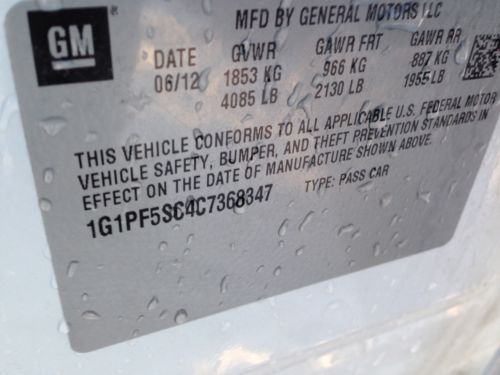 GM
MFD BY GENERAL MOTORS LLC
DATE GVWR GAWR FRT GAWR RR
06/12 1853 KG 966 KG 887 KG
4085 LB 2130 LB 1955 LB
THIS VEHICLE CONFORMS TO ALL APPLICABLE U.S. FEDERAL MOTOR
VEHICLE SAFETY, BUMPER, AND THEFT PREVENTION STANDARDS IN
EFFECT ON THE DATE OF MANUFACTURE SHOWN ABOVE.
1G1PF5SC4C7368347 TYPE: PASS CAR